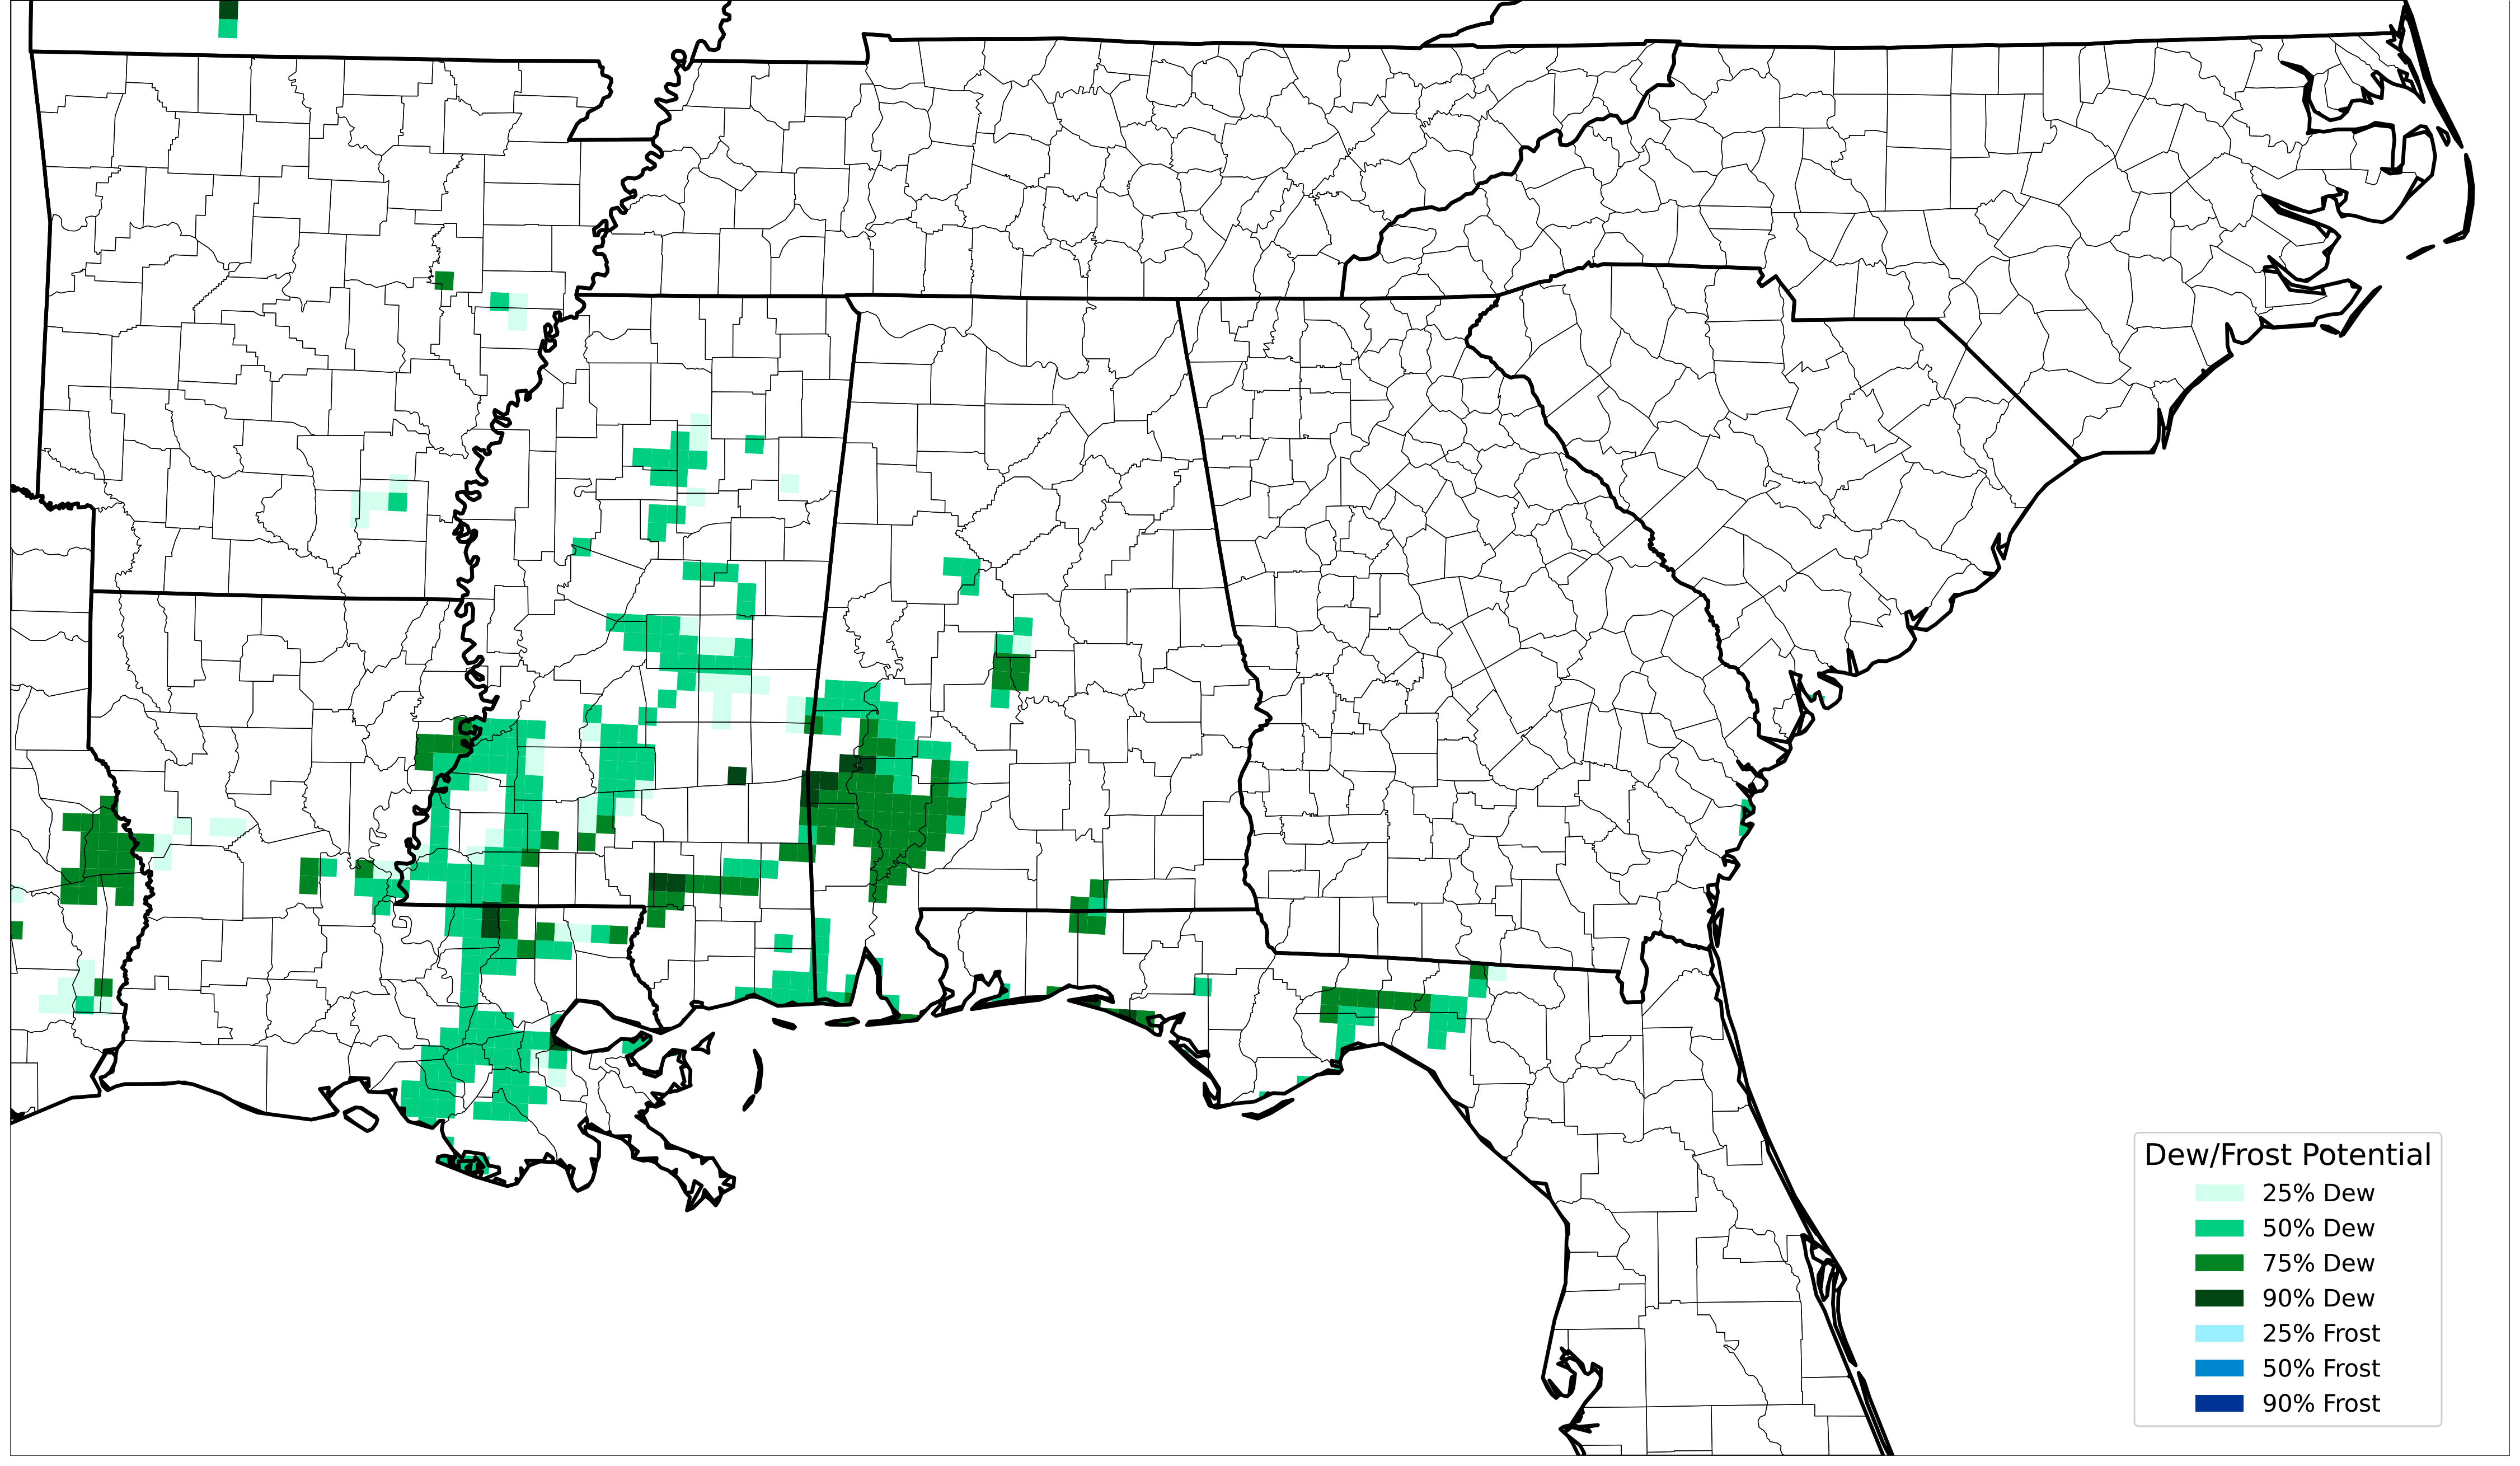 Dew/Frost Potential
25% Dew
50% Dew
75% Dew
90% Dew
25% Frost
50% Frost
90% Frost